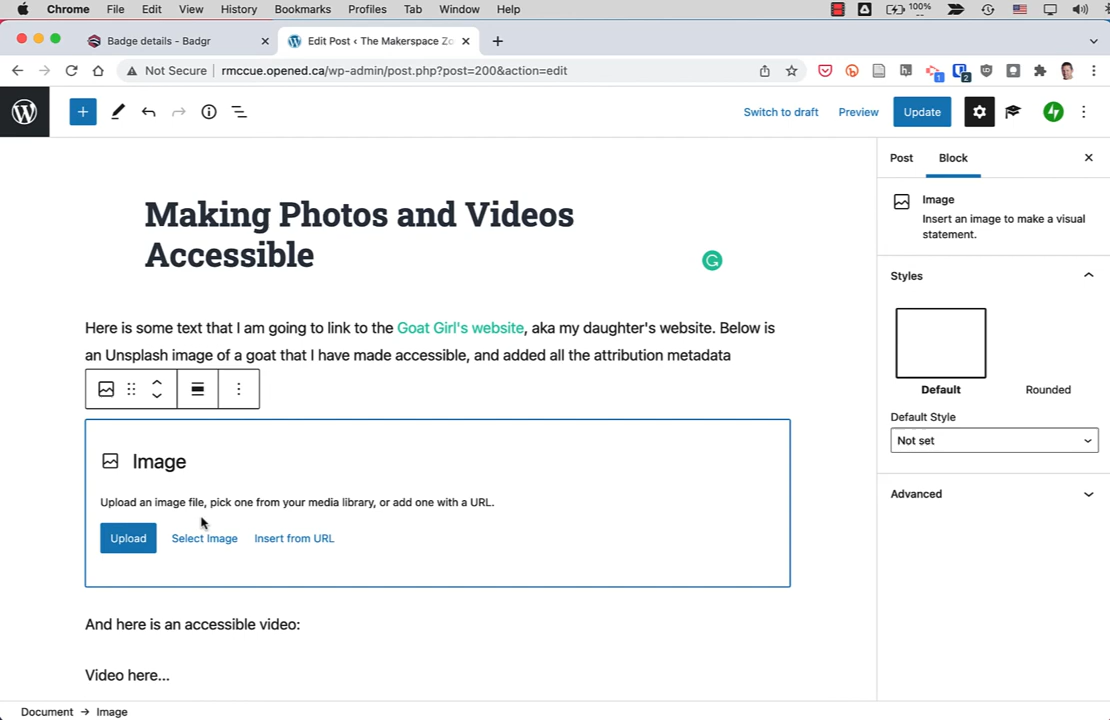 Chrome File Edit View History Bookmarks Profiles Tab Window Help 100%
Badge details - Badgr
Edit Post ‹ The Makerspace Zo
Not Secure rmccue.opened.ca/wp-admin/post.php?post=200&action=edit
1 2
Switch to draft Preview Update
Post Block
Image
Insert an image to make a visual
statement.
Styles
Default Rounded
Default Style
Not set
Advanced
Making Photos and Videos
Accessible
Here is some text that I am going to link to the Goat Girl's website, aka my daughter's website. Below is
an Unsplash image of a goat that I have made accessible, and added all the attribution metadata
Image
Upload an image file, pick one from your media library, or add one with a URL.
Upload Select Image Insert from URL
And here is an accessible video:
Video here...
Document → Image